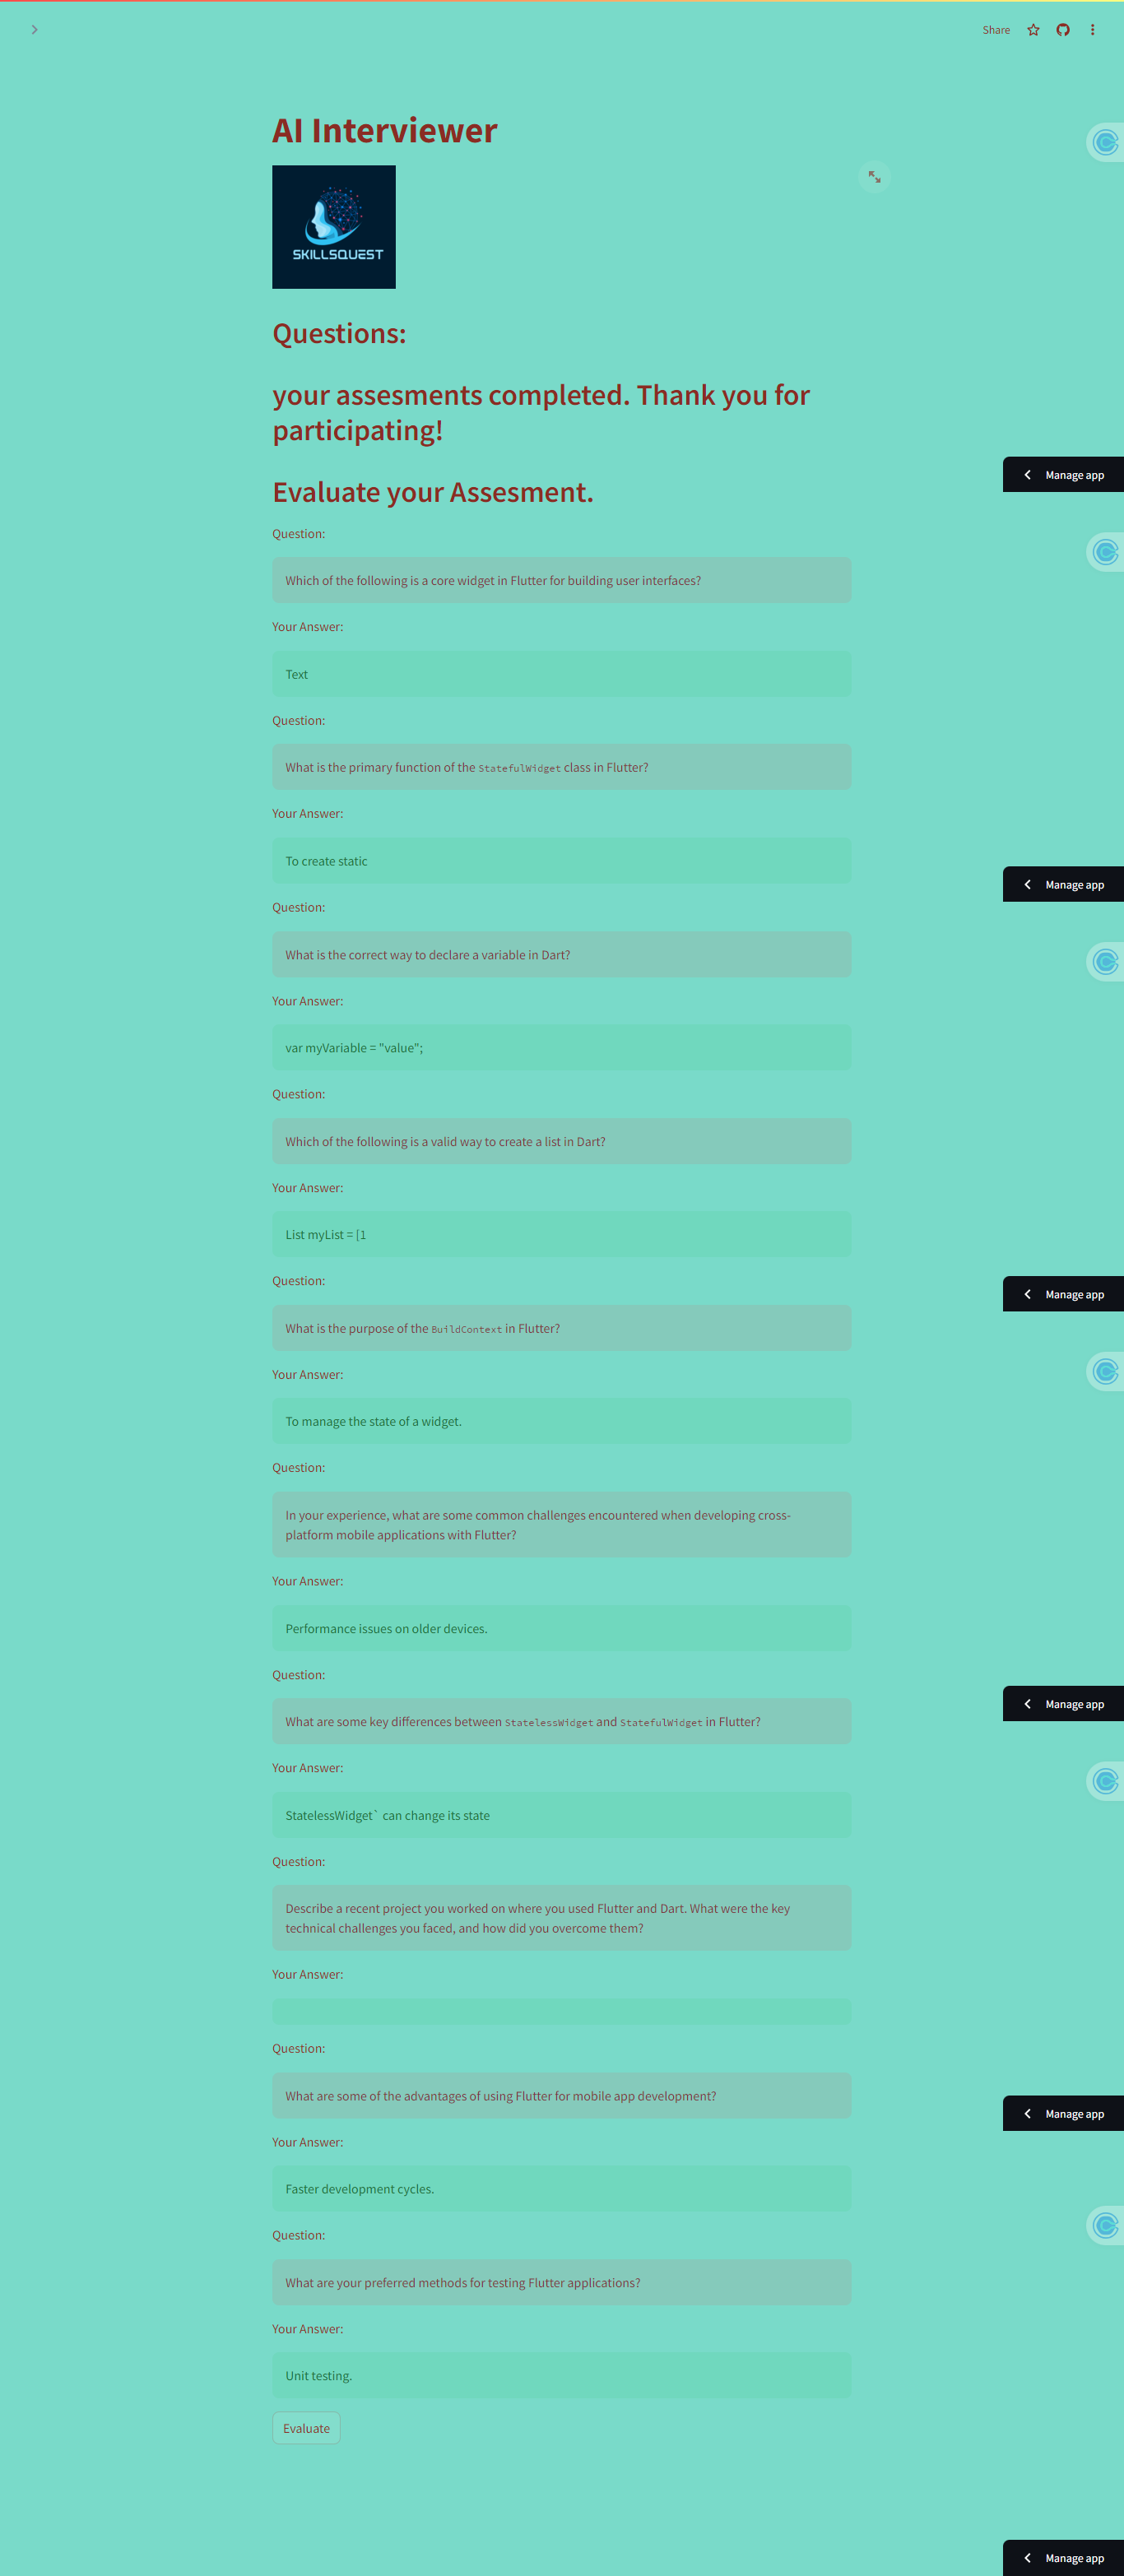 Share
AI Interviewer
SKILLSQUEST
Questions:
your assesments completed. Thank you for
participating!
Manage app
Evaluate your Assesment.
Question:
Which of the following is a core widget in Flutter for building user interfaces?
Your Answer:
Text
Question:
What is the primary function of the StatefulWidget class in Flutter?
Your Answer:
To create static
Manage app
Question:
What is the correct way to declare a variable in Dart?
Your Answer:
var myVariable = "value";
Question:
Which of the following is a valid way to create a list in Dart?
Your Answer:
List myList = [1
Question:
Manage app
What is the purpose of the BuildContext in Flutter?
Your Answer:
To manage the state of a widget.
Question:
In your experience, what are some common challenges encountered when developing cross-
platform mobile applications with Flutter?
Your Answer:
Performance issues on older devices.
Question:
Manage app
What are some key differences between StatelessWidget and StatefulWidget in Flutter?
Your Answer:
StatelessWidget` can change its state
Question:
Describe a recent project you worked on where you used Flutter and Dart. What were the key
technical challenges you faced, and how did you overcome them?
Your Answer:
Question:
What are some of the advantages of using Flutter for mobile app development?
Manage app
Your Answer:
Faster development cycles.
Question:
What are your preferred methods for testing Flutter applications?
Your Answer:
Unit testing.
Evaluate
Manage app